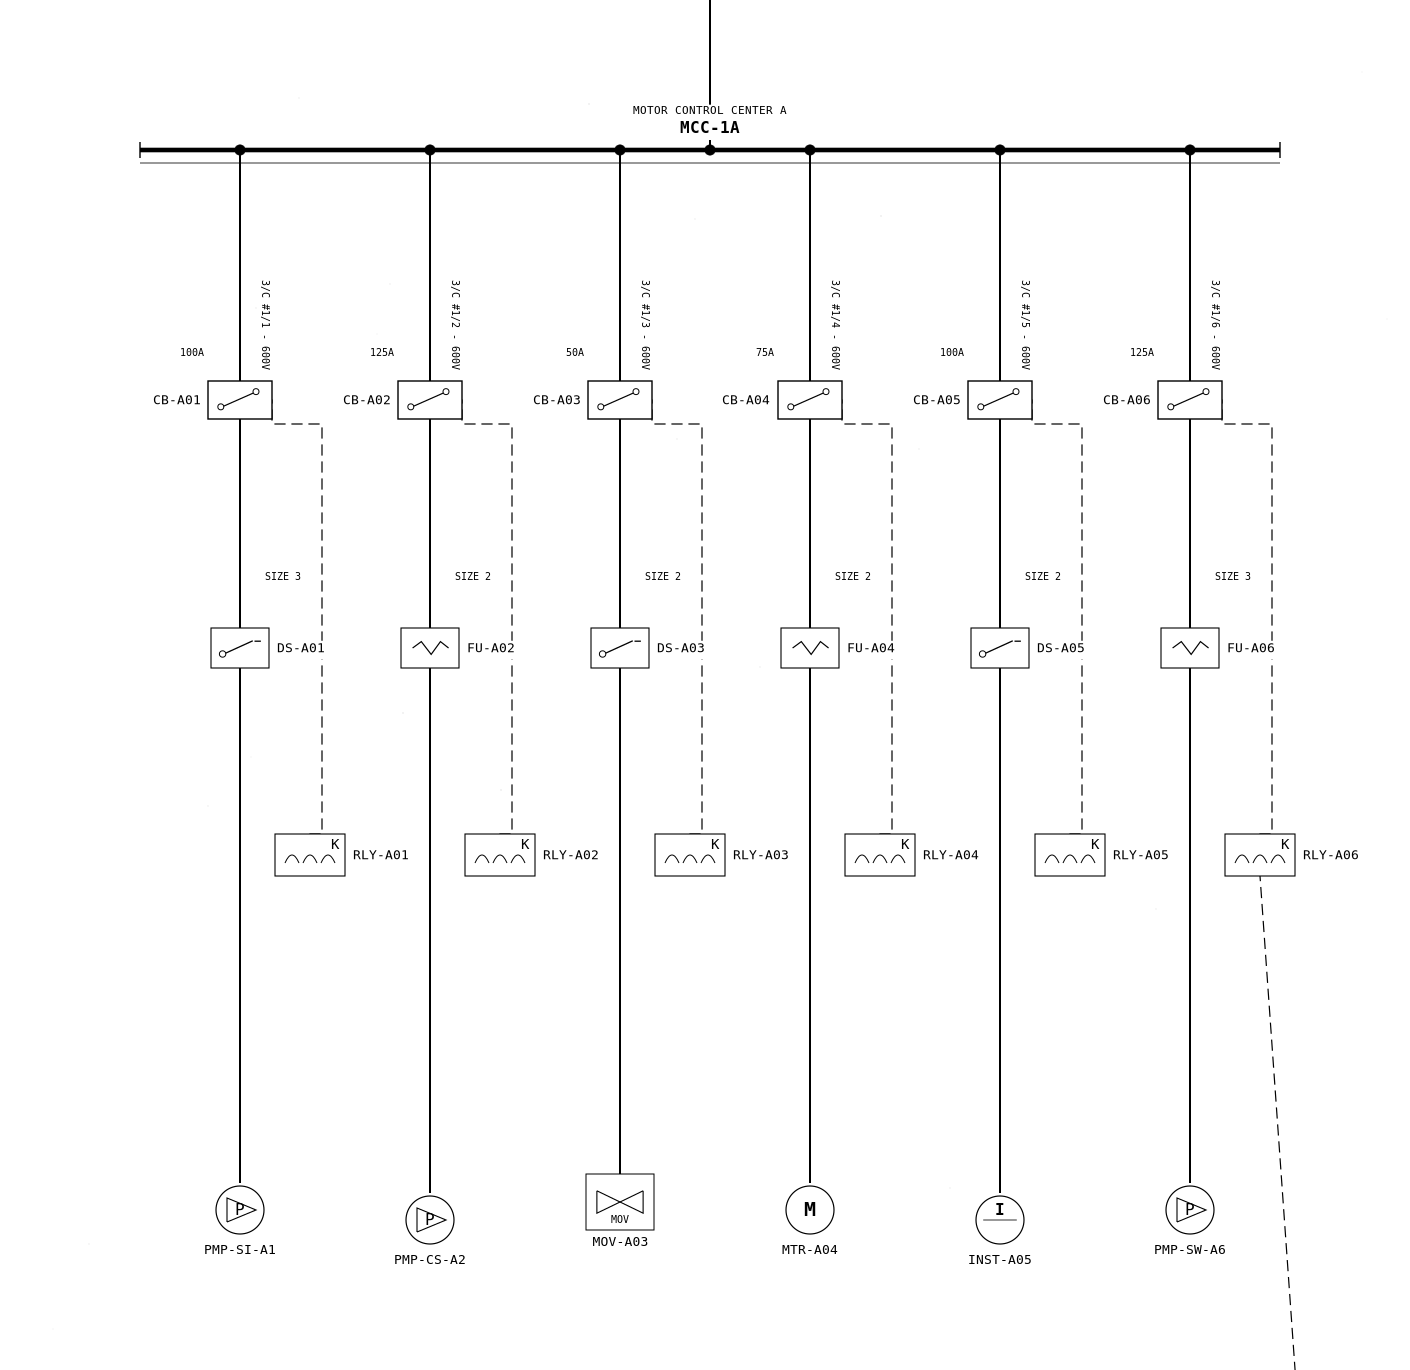 MOTOR CONTROL CENTER A
MCC-1A
3/C #1/1 - 600V
3/C #1/2 - 600V
3/C #1/3 - 600V
3/C #1/4 - 600V
3/C #1/5 - 600V
3/C #1/6 - 600V
100A
125A
50A
75A
100A
125A
CB-A01
CB-A02
CB-A03
CB-A04
CB-A05
CB-A06
SIZE 3
SIZE 2
SIZE 2
SIZE 2
SIZE 2
SIZE 3
DS-A01
FU-A02
DS-A03
FU-A04
DS-A05
FU-A06
K
RLY-A01
K
RLY-A02
K
RLY-A03
K
RLY-A04
K
RLY-A05
K
RLY-A06
P
PMP-SI-A1
P
PMP-CS-A2
MOV
MOV-A03
M
MTR-A04
I
INST-A05
P
PMP-SW-A6